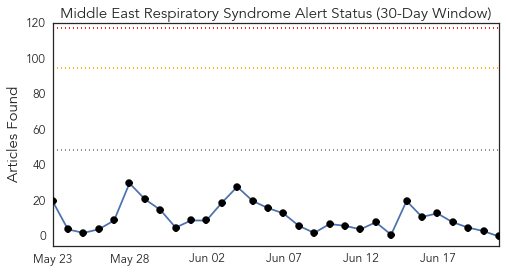 Middle East Respiratory Syndrome Alert Status (30-Day Window)
Articles Found
120
100
80
60
40
20
0
May 23 May 28 Jun 02 Jun 07 Jun 12 Jun 17